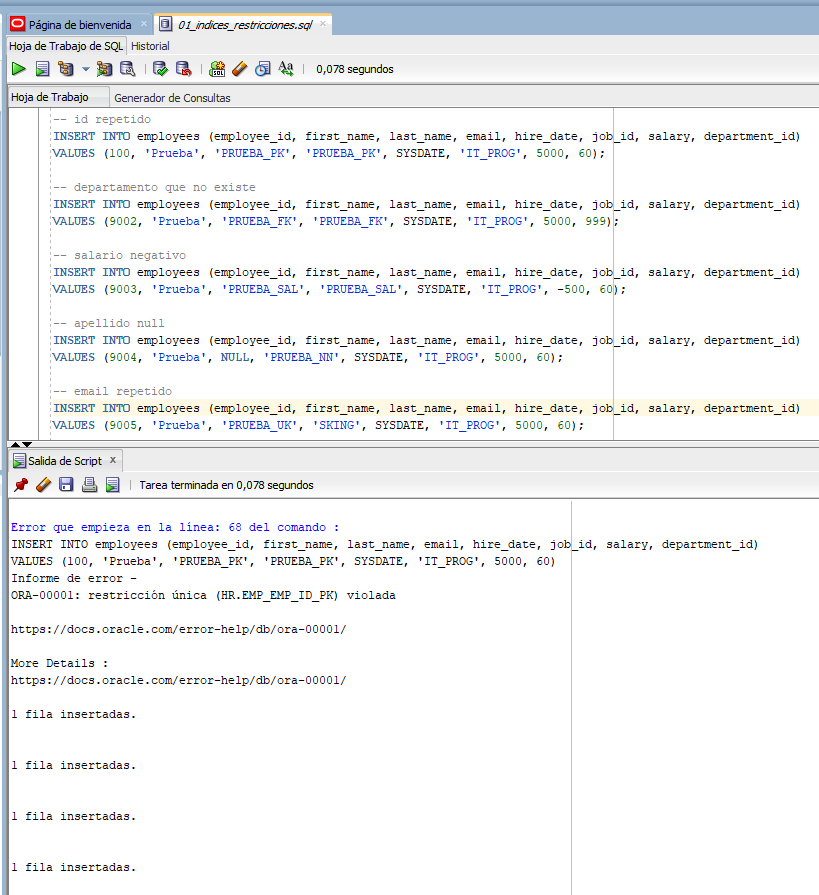 Página de bienvenida
01_indices_restricciones.sql
Hoja de Trabajo de SQL Historial
0,078 segundos
Hoja de Trabajo Generador de Consultas
-- id repetido
INSERT INTO employees (employee_id, first_name, last_name, email, hire_date, job_id, salary, department_id)
VALUES (100, 'Prueba', 'PRUEBA_PK', 'PRUEBA_PK', SYSDATE, 'IT_PROG', 5000, 60);
-- departamento que no existe
INSERT INTO employees (employee_id, first_name, last_name, email, hire_date, job_id, salary, department_id)
VALUES (9002, 'Prueba', 'PRUEBA_FK', 'PRUEBA_FK', SYSDATE, 'IT_PROG', 5000, 999);
-- salario negativo
INSERT INTO employees (employee_id, first_name, last_name, email, hire_date, job_id, salary, department_id)
VALUES (9003, 'Prueba', 'PRUEBA_SAL', 'PRUEBA_SAL', SYSDATE, 'IT_PROG', -500, 60);
-- apellido null
INSERT INTO employees (employee_id, first_name, last_name, email, hire_date, job_id, salary, department_id)
VALUES (9004, 'Prueba', NULL, 'PRUEBA_NN', SYSDATE, 'IT_PROG', 5000, 60);
-- email repetido
INSERT INTO employees (employee_id, first_name, last_name, email, hire_date, job_id, salary, department_id)
VALUES (9005, 'Prueba', 'PRUEBA_UK', 'SKING', SYSDATE, 'IT_PROG', 5000, 60);
Salida de Script x
Tarea terminada en 0,078 segundos
Error que empieza en la línea: 68 del comando :
INSERT INTO employees (employee_id, first_name, last_name, email, hire_date, job_id, salary, department_id)
VALUES (100, 'Prueba', 'PRUEBA_PK', 'PRUEBA_PK', SYSDATE, 'IT_PROG', 5000, 60)
Informe de error -
ORA-00001: restricción única (HR.EMP_EMP_ID_PK) violada
https://docs.oracle.com/error-help/db/ora-00001/
More Details :
https://docs.oracle.com/error-help/db/ora-00001/
1 fila insertadas.
1 fila insertadas.
1 fila insertadas.
1 fila insertadas.